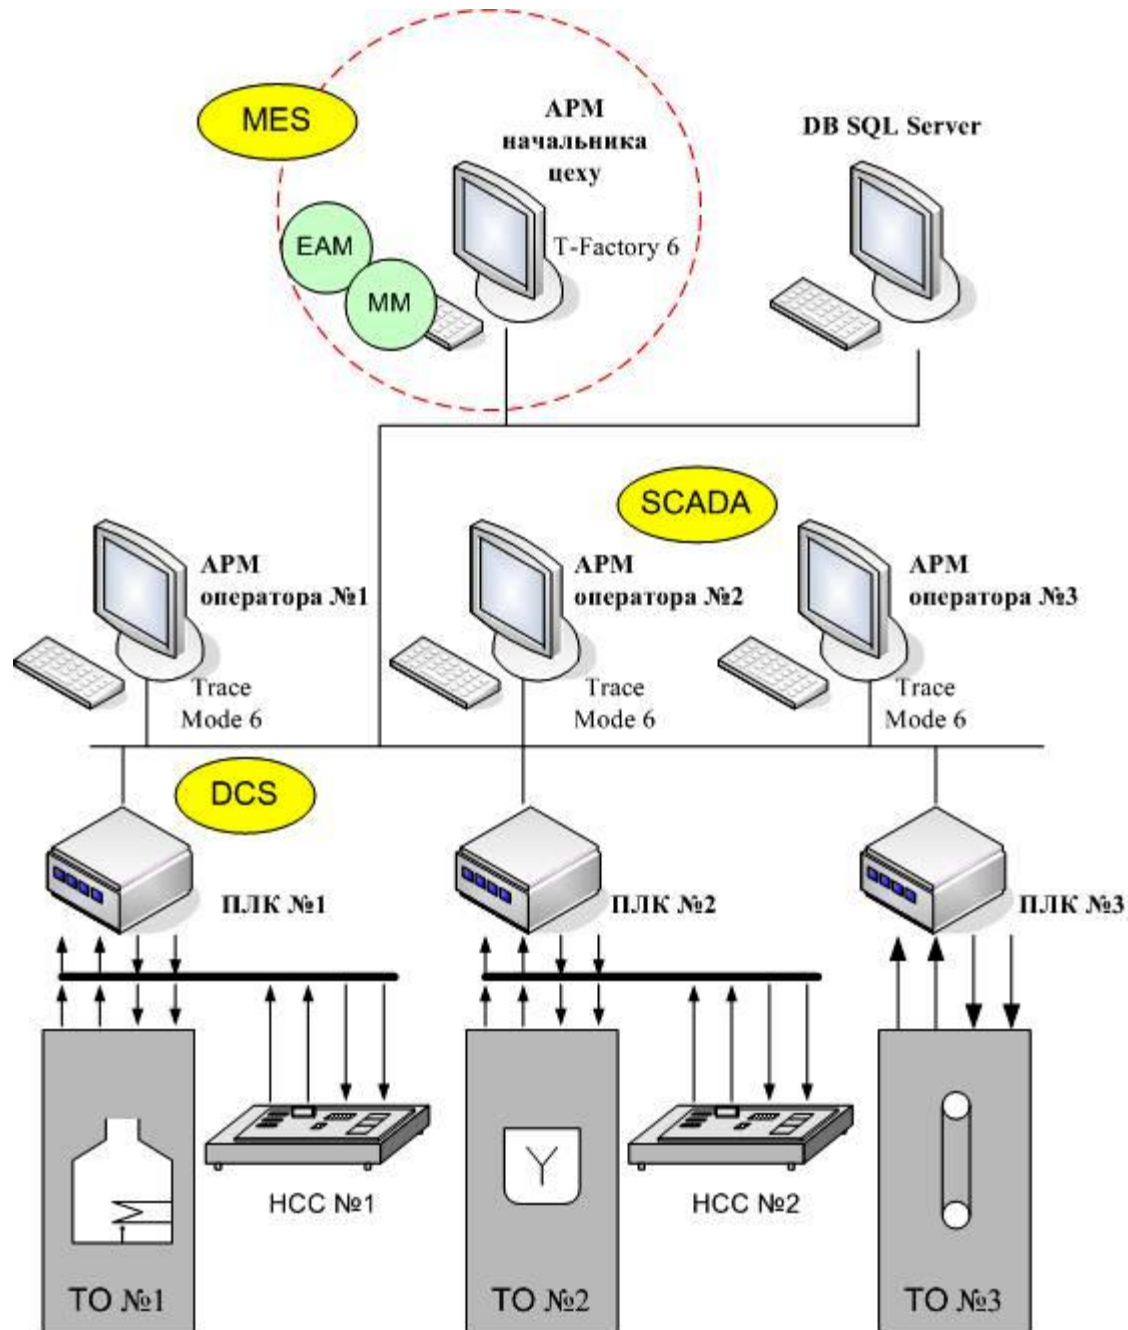 MES
АРМ
начальника
цеху
DB SQL Server
EAM
T-Factory 6
MM
SCADA
АРМ
оператора №1
АРМ
оператора №2
АРМ
оператора №3
Trace
Mode 6
Trace
Mode 6
Trace
Mode 6
DCS
ПЛК №1
ПЛК №2
ПЛК №3
НСС №1
НСС №2
ТО №1
ТО №2
ТО №3